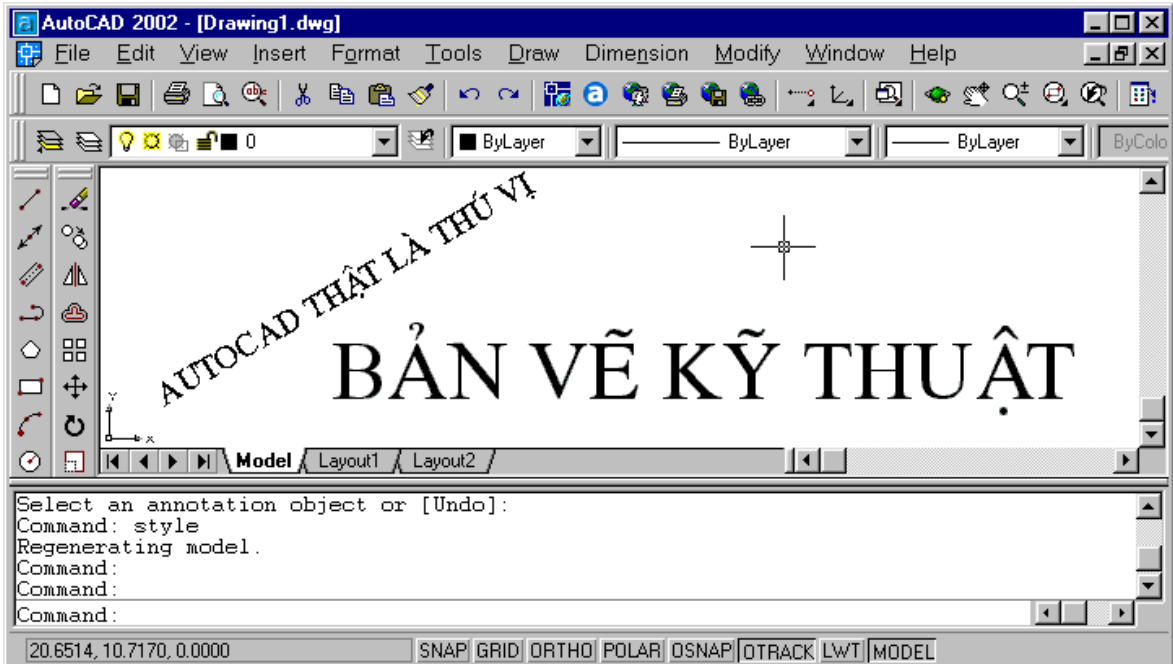 AutoCAD 2002 - [Drawing1.dwg]
File Edit View Insert Format Tools Draw Dimension Modify Window Help
0 ByLayer ByLayer ByLayer ByColo
AUTOCAD THẬT LÀ THÚ VỊ
BẢN VẼ KỸ THUẬT
Y
X
Model Layout1 Layout2
Select an annotation object or [Undo]:
Command: style
Regenerating model.
Command:
Command:
Command:
20.6514, 10.7170, 0.0000 SNAP GRID ORTHO POLAR OSNAP OTRACK LWT MODEL